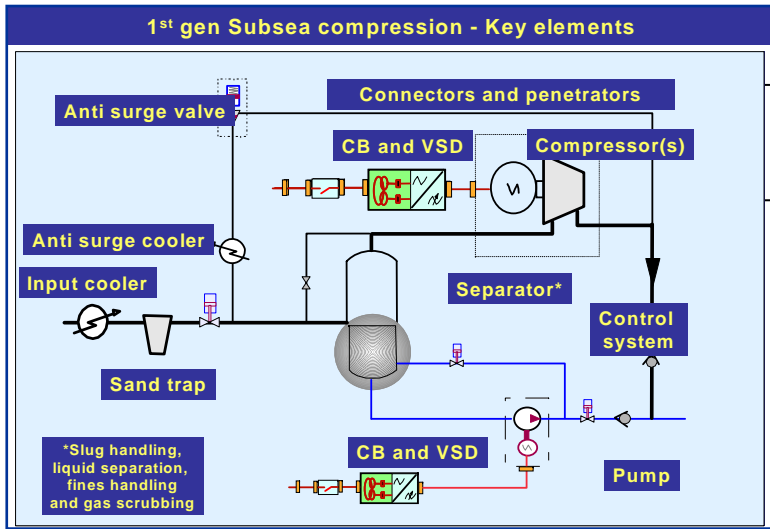 1st gen Subsea compression - Key elements
Anti surge valve
Connectors and penetrators
CB and VSD
Compressor(s)
Anti surge cooler
Input cooler
Separator*
Control
system
Sand trap
*Slug handling,
liquid separation,
fines handling
and gas scrubbing
CB and VSD
Pump